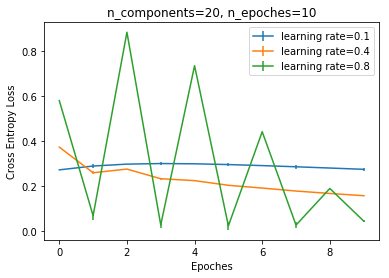 n_components=20, n_epoches=10
learning rate=0.1
learning rate=0.4
learning rate=0.8
Cross Entropy Loss
0.8
0.6
0.4
0.2
0.0
0 2 4 6 8
Epoches